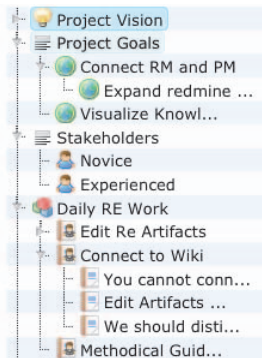 Project Vision
Project Goals
Connect RM and PM
Expand redmine ...
Visualize Knowl...
Stakeholders
Novice
Experienced
Daily RE Work
Edit Re Artifacts
Connect to Wiki
You cannot conn...
Edit Artifacts ...
We should disti...
Methodical Guid...